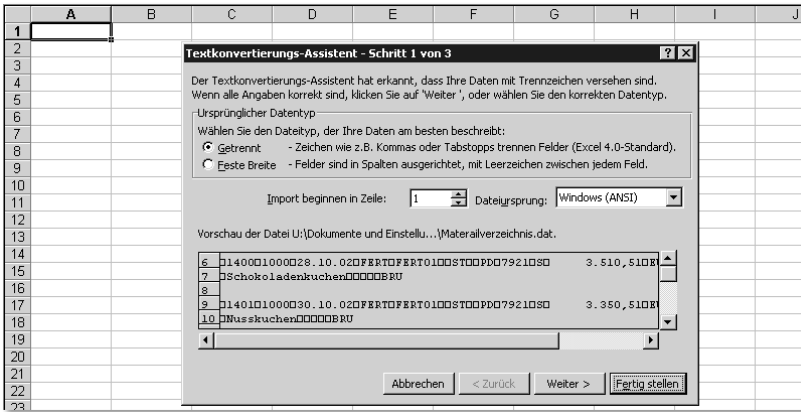 A B C D E F G H I J
1
2
3
4
5
6
7
8
9
10
11
12
13
14
15
16
17
18
19
20
21
22
23
Textkonvertierungs-Assistent - Schritt 1 von 3
Der Textkonvertierungs-Assistent hat erkannt, dass Ihre Daten mit Trennzeichen versehen sind.
Wenn alle Angaben korrekt sind, klicken Sie auf 'Weiter ', oder wählen Sie den korrekten Datentyp.
Ursprünglicher Datentyp
Wählen Sie den Dateityp, der Ihre Daten am besten beschreibt:
Getrennt - Zeichen wie z.B. Kommas oder Tabstopps trennen Felder (Excel 4.0-Standard).
Feste Breite - Felder sind in Spalten ausgerichtet, mit Leerzeichen zwischen jedem Feld.
Import beginnen in Zeile: 1 Dateiursprung: Windows (ANSI)
Vorschau der Datei U:\Dokumente und Einstellu...\Materailverzeichnis.dat.
6 □1400□1000□28.10.02□FERT□FERT01□□ST□□PD□7921□S□ 3.510,51□E
7 □Schokoladenkuchen□□□□□BRU
8
9 □1401□1000□30.10.02□FERT□FERT01□□ST□□PD□7921□S□ 3.350,51□E
10 □Nusskuchen□□□□□BRU
Abbrechen < Zurück Weiter > Fertig stellen